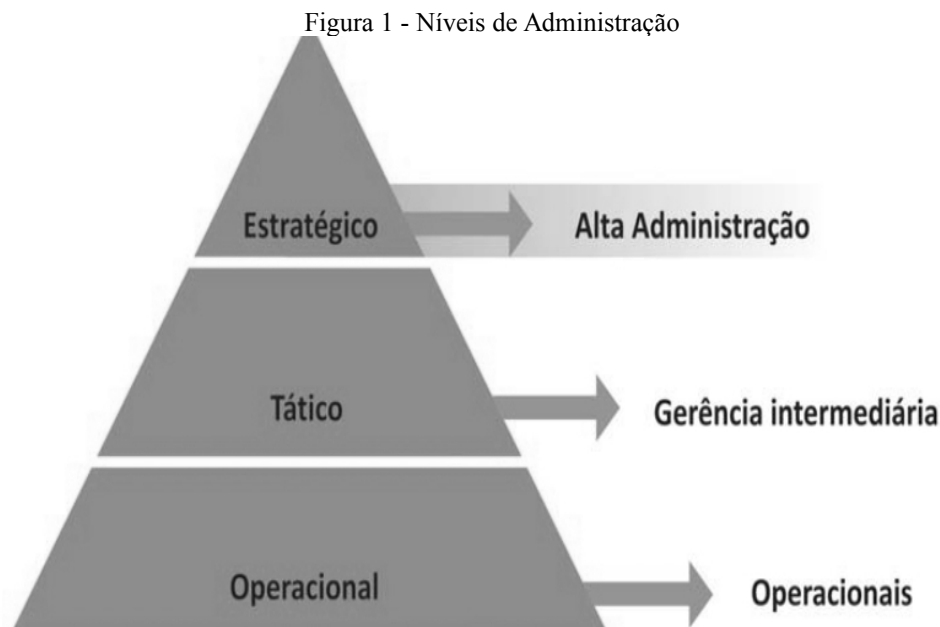 Figura 1 - Níveis de Administração
Estratégico
Alta Administração
Tático
Gerência intermediária
Operacional
Operacionais